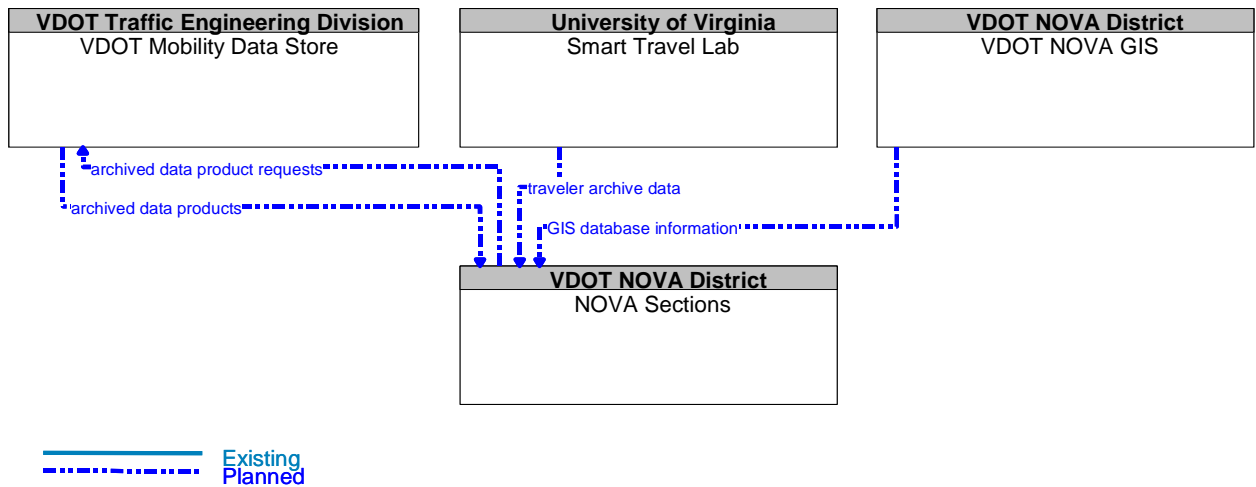 VDOT Traffic Engineering Division
VDOT Mobility Data Store
University of Virginia
Smart Travel Lab
VDOT NOVA District
VDOT NOVA GIS
archived data product requests
traveler archive data
archived data products
GIS database information
VDOT NOVA District
NOVA Sections
Existing
Planned